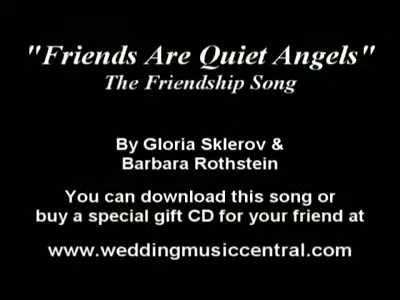 "Friends Are Quiet Angels"
The Friendship Song
By Gloria Sklerov &
Barbara Rothstein
You can download this song or
buy a special gift CD for your friend at
www.weddingmusiccentral.com